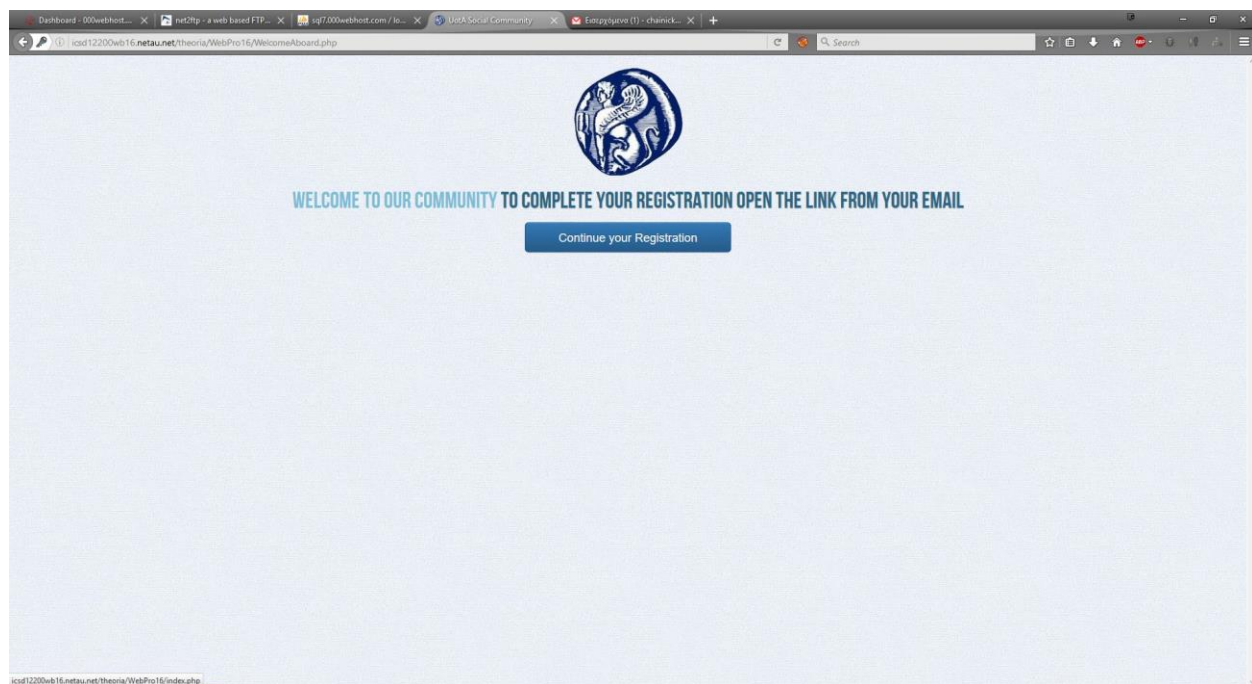 Dashboard - 000webhost....
net2ftp - a web based FTP...
sql7.000webhost.com / lo...
UotA Social Community
Εισερχόμενα (1) - chainick...
icsd12200wb16.netau.net/theoria/WebPro16/WelcomeAboard.php
Search
ABP
WELCOME TO OUR COMMUNITY TO COMPLETE YOUR REGISTRATION OPEN THE LINK FROM YOUR EMAIL
Continue your Registration
icsd12200wb16.netau.net/theoria/WebPro16/index.php